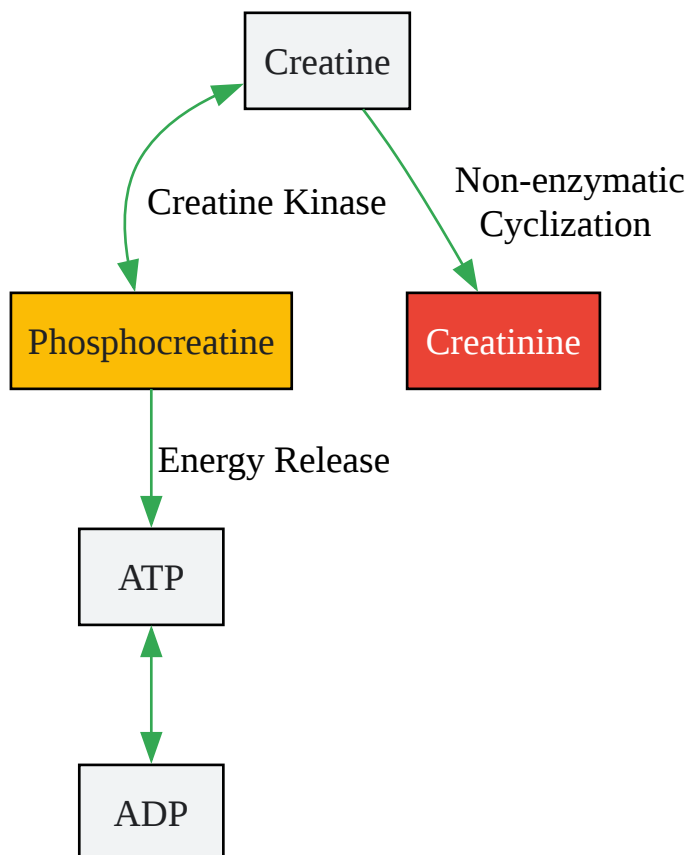 Creatine
Non-enzymatic
Cyclization
Creatine Kinase
Phosphocreatine
Creatinine
Energy Release
ATP
ADP